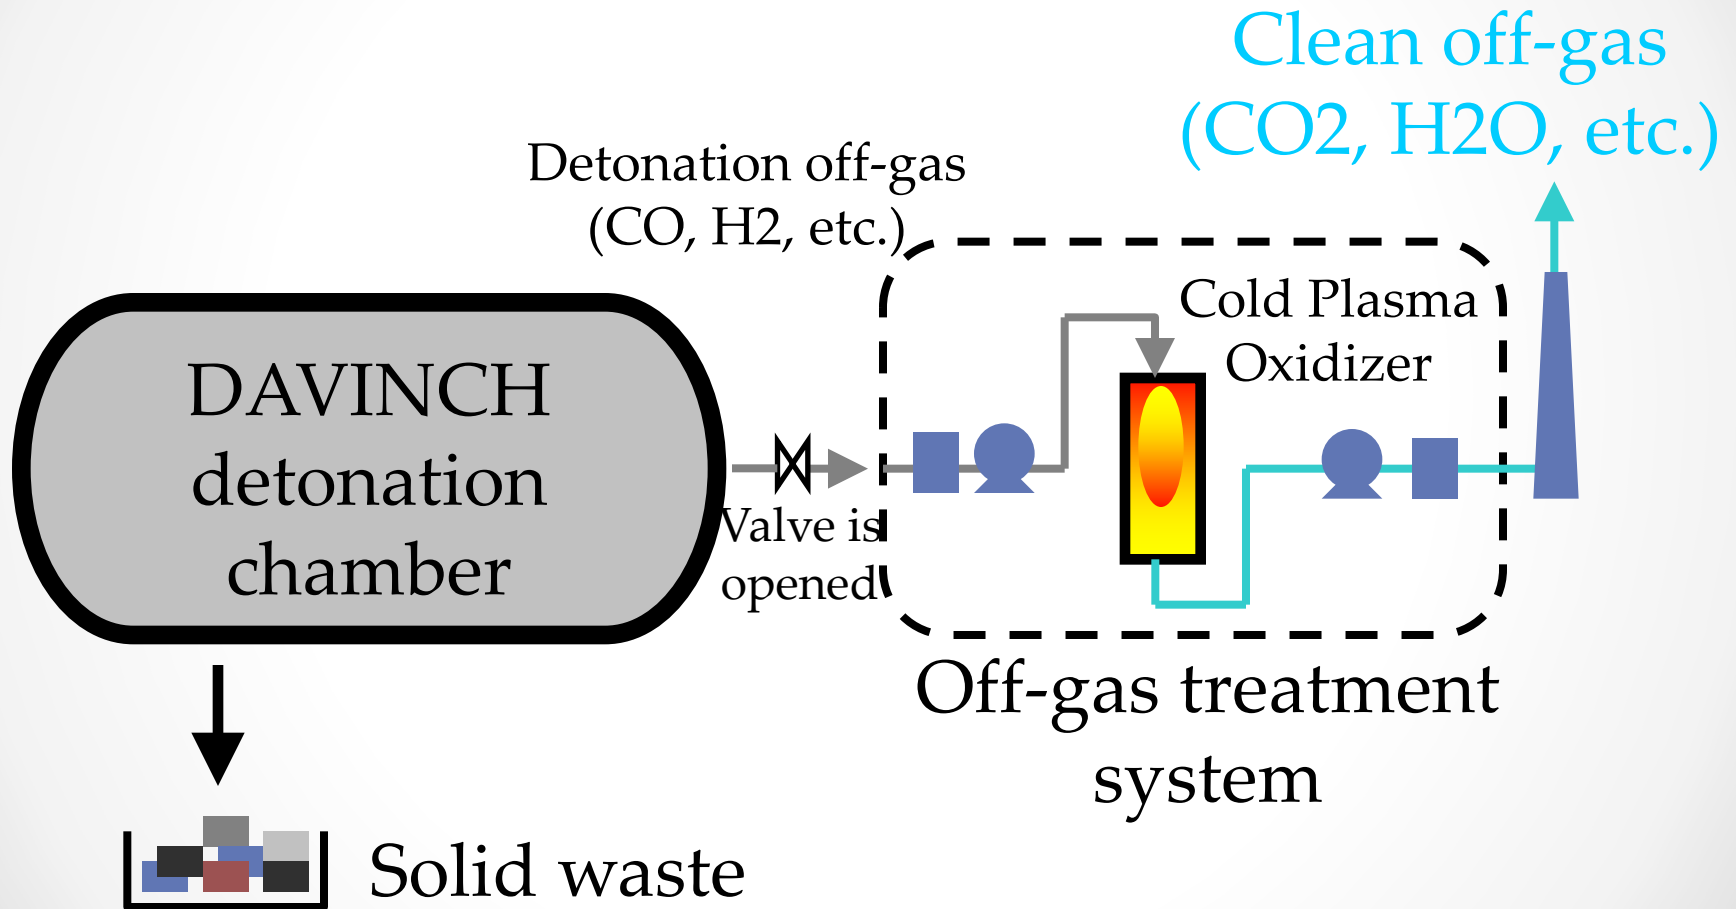 Clean off-gas
(CO2, H2O, etc.)
Detonation off-gas
(CO, H2, etc.)
Cold Plasma
Oxidizer
DAVINCH
detonation
chamber
Valve is
opened
Off-gas treatment
system
Solid waste